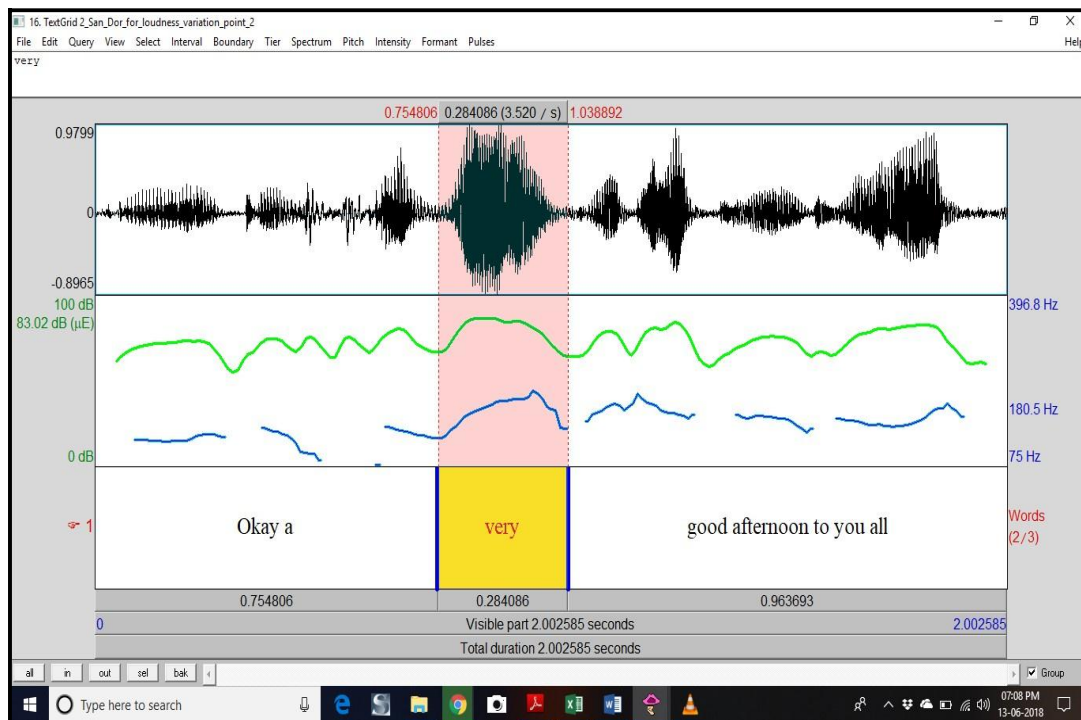 16. TextGrid 2_San_Dor_for_loudness_variation_point_2
File Edit Query View Select Interval Boundary Tier Spectrum Pitch Intensity Formant Pulses Help
very
0.754806 0.284086 (3.520 / s) 1.038892
0.9799
0
-0.8965
100 dB 396.8 Hz
83.02 dB (µE)
180.5 Hz
0 dB 75 Hz
1 Okay a very good afternoon to you all Words
(2/3)
0.754806 0.284086 0.963693
0 Visible part 2.002585 seconds 2.002585
Total duration 2.002585 seconds
all in out sel bak Group
Type here to search 07:08 PM
13-06-2018